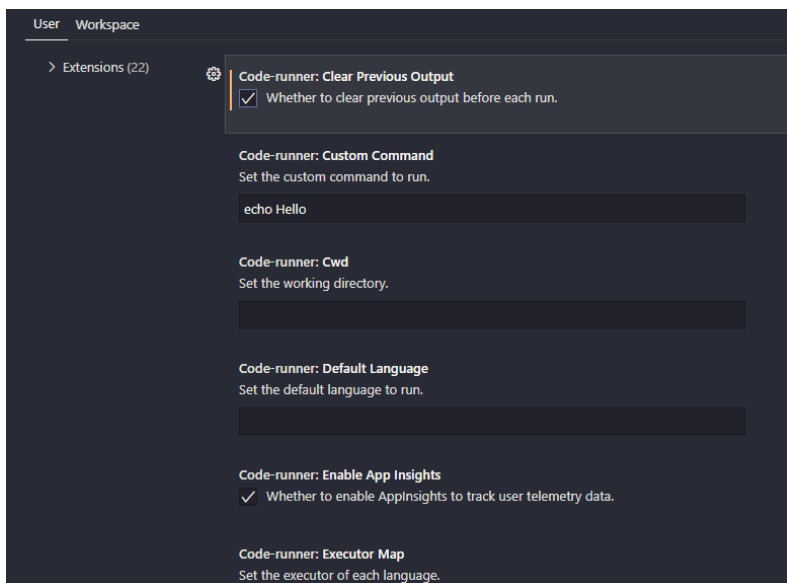 User Workspace
Extensions (22)
Code-runner: Clear Previous Output
Whether to clear previous output before each run.
Code-runner: Custom Command
Set the custom command to run.
echo Hello
Code-runner: Cwd
Set the working directory.
Code-runner: Default Language
Set the default language to run.
Code-runner: Enable App Insights
Whether to enable AppInsights to track user telemetry data.
Code-runner: Executor Map
Set the executor of each language.